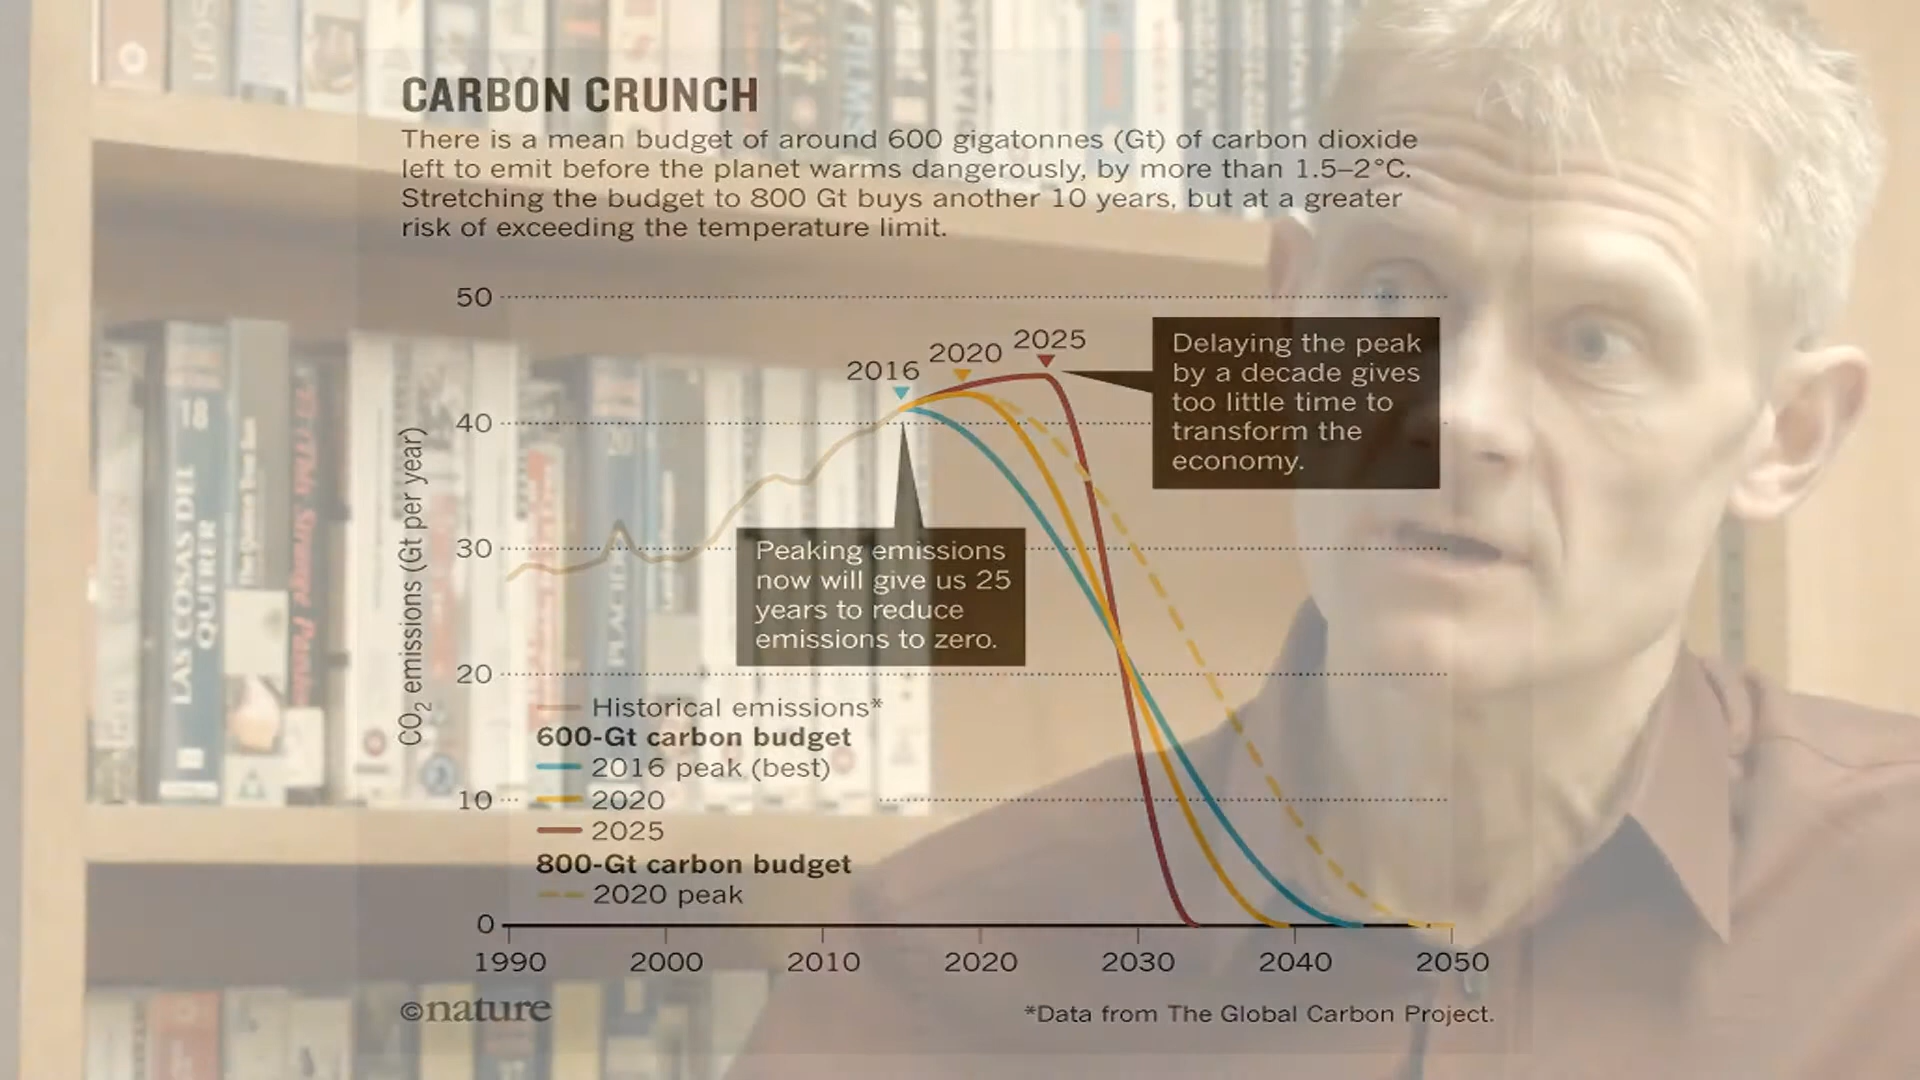 CARBON CRUNCH
There is a mean budget of around 600 gigatonnes (Gt) of carbon dioxide
left to emit before the planet warms dangerously, by more than 1.5–2°C.
Stretching the budget to 800 Gt buys another 10 years, but at a greater
risk of exceeding the temperature limit.
50
40
30
20
10
0
CO2 emissions (Gt per year)
2016
2020
2025
Delaying the peak
by a decade gives
too little time to
transform the
economy.
Peaking emissions
now will give us 25
years to reduce
emissions to zero.
Historical emissions*
600-Gt carbon budget
2016 peak (best)
2020
2025
800-Gt carbon budget
2020 peak
1990
2000
2010
2020
2030
2040
2050
©nature
*Data from The Global Carbon Project.
FILMS
18
LAS COSAS DEL
QUERER